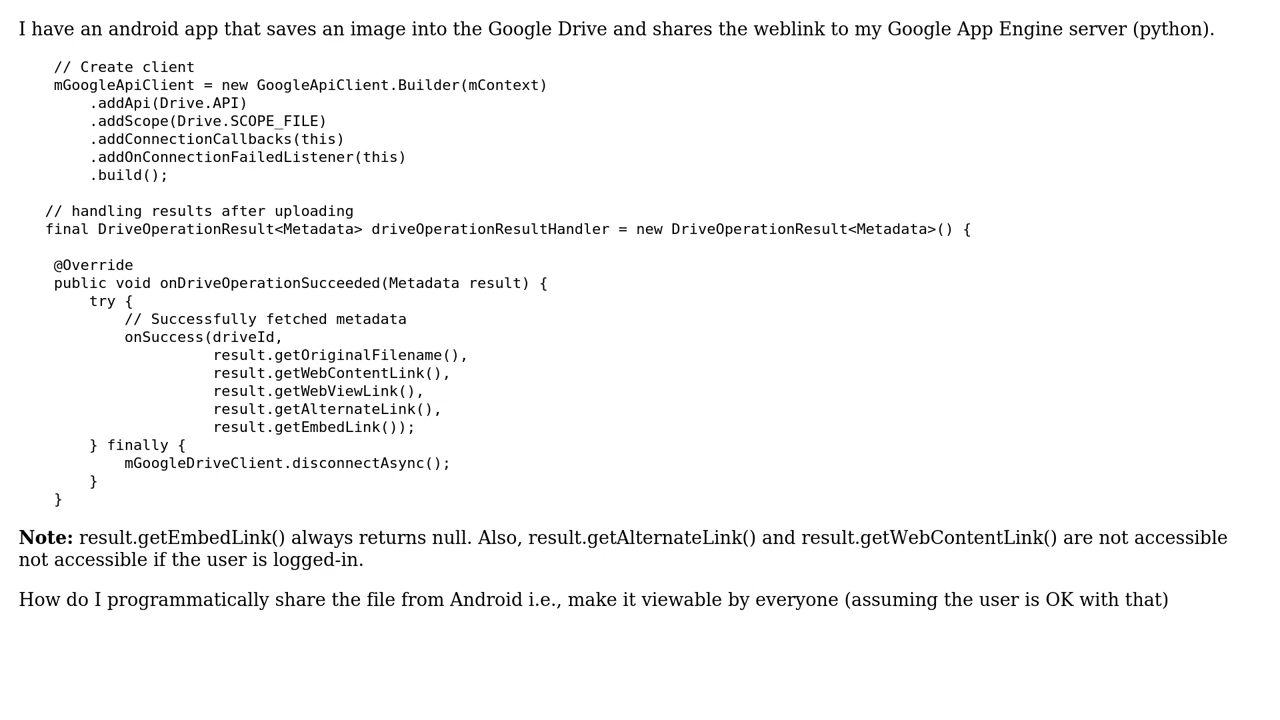 I have an android app that saves an image into the Google Drive and shares the weblink to my Google App Engine server (python).
// Create client
mGoogleApiClient = new GoogleApiClient.Builder(mContext)
.addApi(Drive.API)
.addScope(Drive.SCOPE_FILE)
.addConnectionCallbacks(this)
.addOnConnectionFailedListener(this)
.build();
// handling results after uploading
final DriveOperationResult<Metadata> driveOperationResultHandler = new DriveOperationResult<Metadata>() {
@Override
public void onDriveOperationSucceeded(Metadata result) {
try {
// Successfully fetched metadata
onSuccess(driveId,
result.getOriginalFilename(),
result.getWebContentLink(),
result.getWebViewLink(),
result.getAlternateLink(),
result.getEmbedLink());
} finally {
mGoogleDriveClient.disconnectAsync();
}
}
Note: result.getEmbedLink() always returns null. Also, result.getAlternateLink() and result.getWebContentLink() are not accessible
not accessible if the user is logged-in.
How do I programmatically share the file from Android i.e., make it viewable by everyone (assuming the user is OK with that)